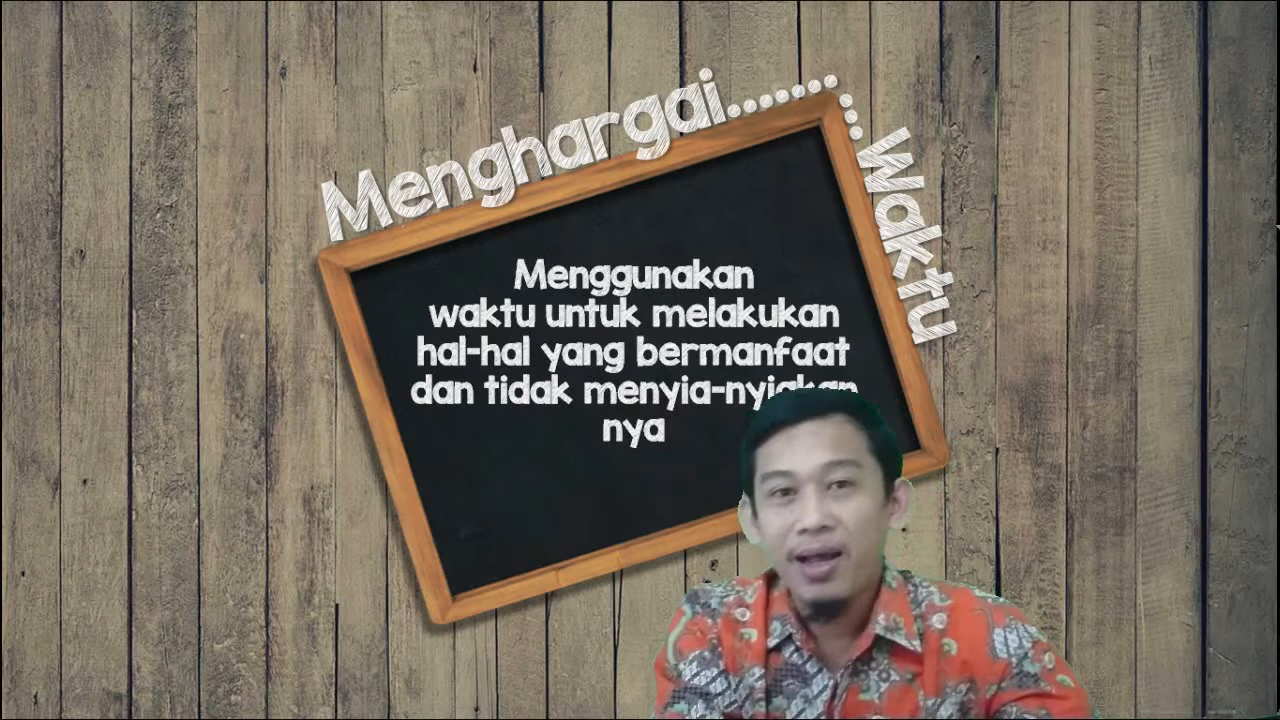 Menghargai.......
..Waktu
Menggunakan
waktu untuk melakukan
hal-hal yang bermanfaat
dan tidak menyia-nyiakan
nya